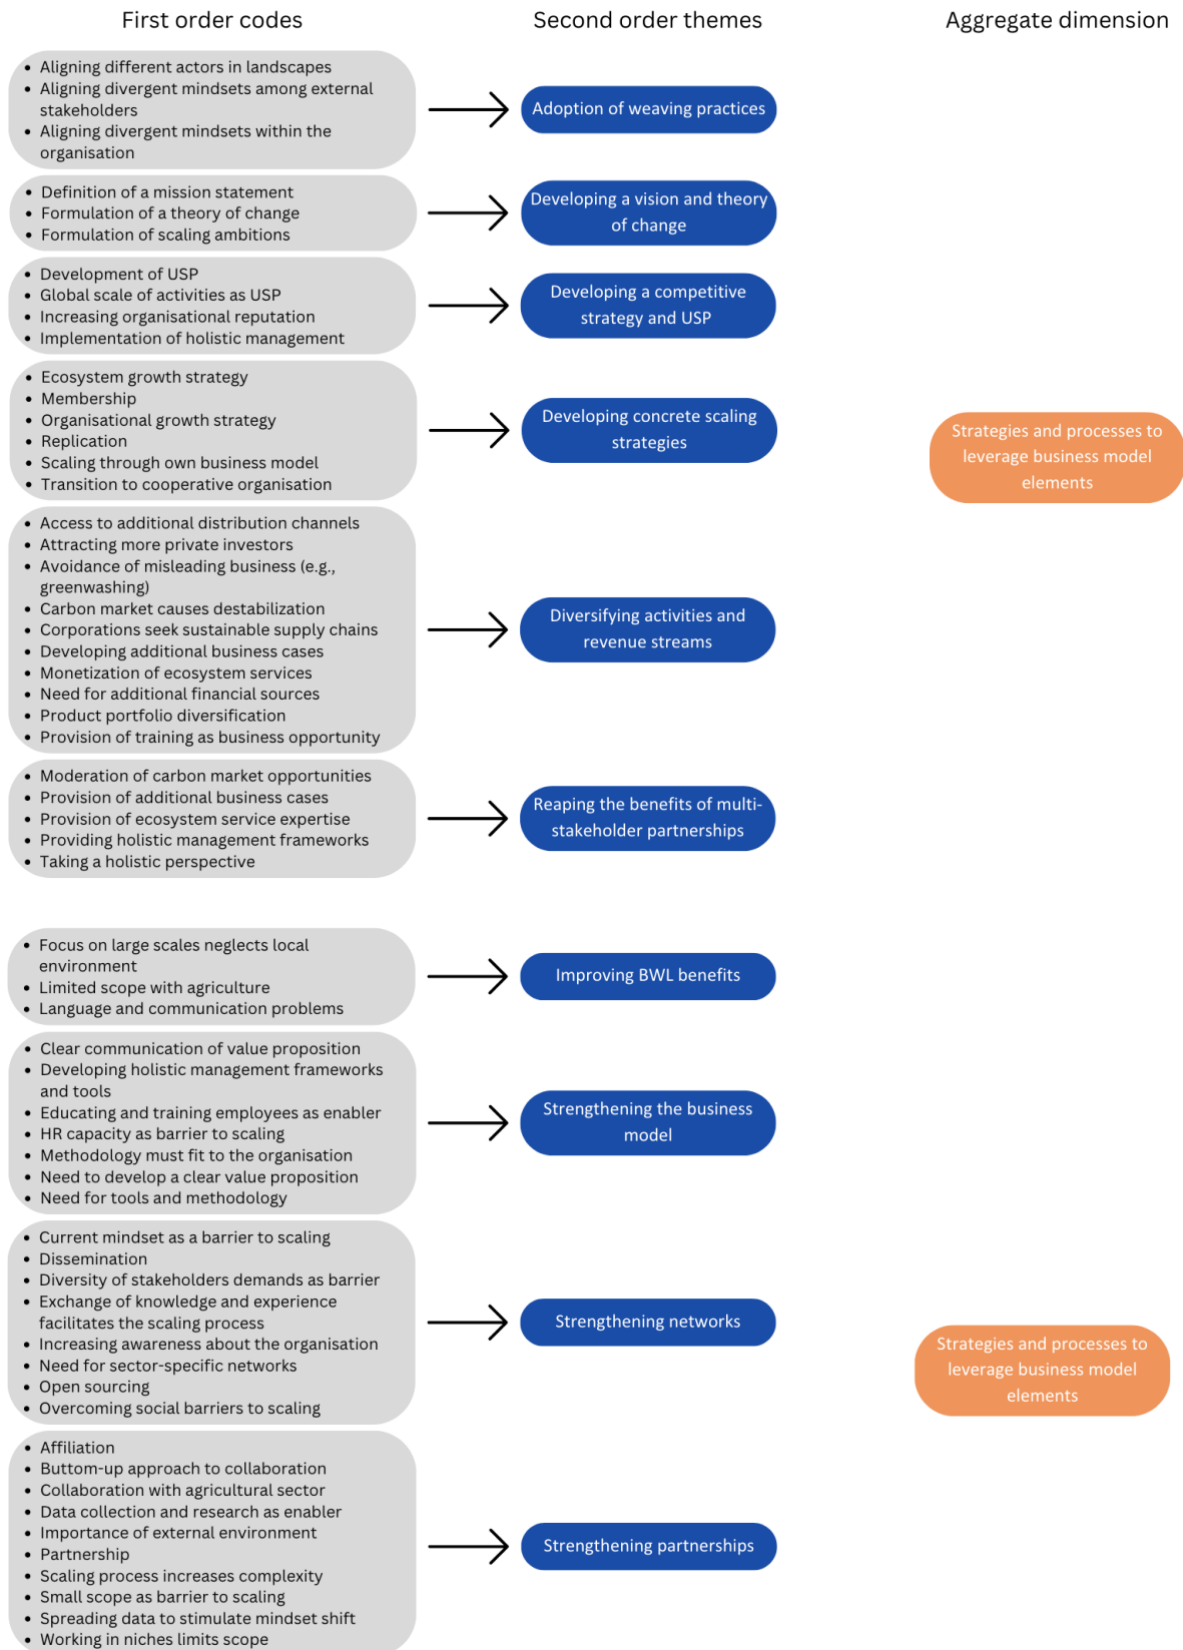 First order codes
Second order themes
Aggregate dimension
• Aligning different actors in landscapes
• Aligning divergent mindsets among external
stakeholders
• Aligning divergent mindsets within the
organisation
Adoption of weaving practices
• Definition of a mission statement
• Formulation of a theory of change
• Formulation of scaling ambitions
Developing a vision and theory
of change
• Development of USP
• Global scale of activities as USP
• Increasing organisational reputation
• Implementation of holistic management
Developing a competitive
strategy and USP
• Ecosystem growth strategy
• Membership
• Organisational growth strategy
• Replication
• Scaling through own business model
• Transition to cooperative organisation
Developing concrete scaling
strategies
Strategies and processes to
leverage business model
elements
• Access to additional distribution channels
• Attracting more private investors
• Avoidance of misleading business (e.g.,
greenwashing)
• Carbon market causes destabilization
• Corporations seek sustainable supply chains
• Developing additional business cases
• Monetization of ecosystem services
• Need for additional financial sources
• Product portfolio diversification
• Provision of training as business opportunity
Diversifying activities and
revenue streams
• Moderation of carbon market opportunities
• Provision of additional business cases
• Provision of ecosystem service expertise
• Providing holistic management frameworks
• Taking a holistic perspective
Reaping the benefits of multi-
stakeholder partnerships
• Focus on large scales neglects local
environment
• Limited scope with agriculture
• Language and communication problems
Improving BWL benefits
• Clear communication of value proposition
• Developing holistic management frameworks
and tools
• Educating and training employees as enabler
• HR capacity as barrier to scaling
• Methodology must fit to the organisation
• Need to develop a clear value proposition
• Need for tools and methodology
Strengthening the business
model
• Current mindset as a barrier to scaling
• Dissemination
• Diversity of stakeholders demands as barrier
• Exchange of knowledge and experience
facilitates the scaling process
• Increasing awareness about the organisation
• Need for sector-specific networks
• Open sourcing
• Overcoming social barriers to scaling
Strengthening networks
Strategies and processes to
leverage business model
elements
• Affiliation
• Buttom-up approach to collaboration
• Collaboration with agricultural sector
• Data collection and research as enabler
• Importance of external environment
• Partnership
• Scaling process increases complexity
• Small scope as barrier to scaling
• Spreading data to stimulate mindset shift
• Working in niches limits scope
Strengthening partnerships